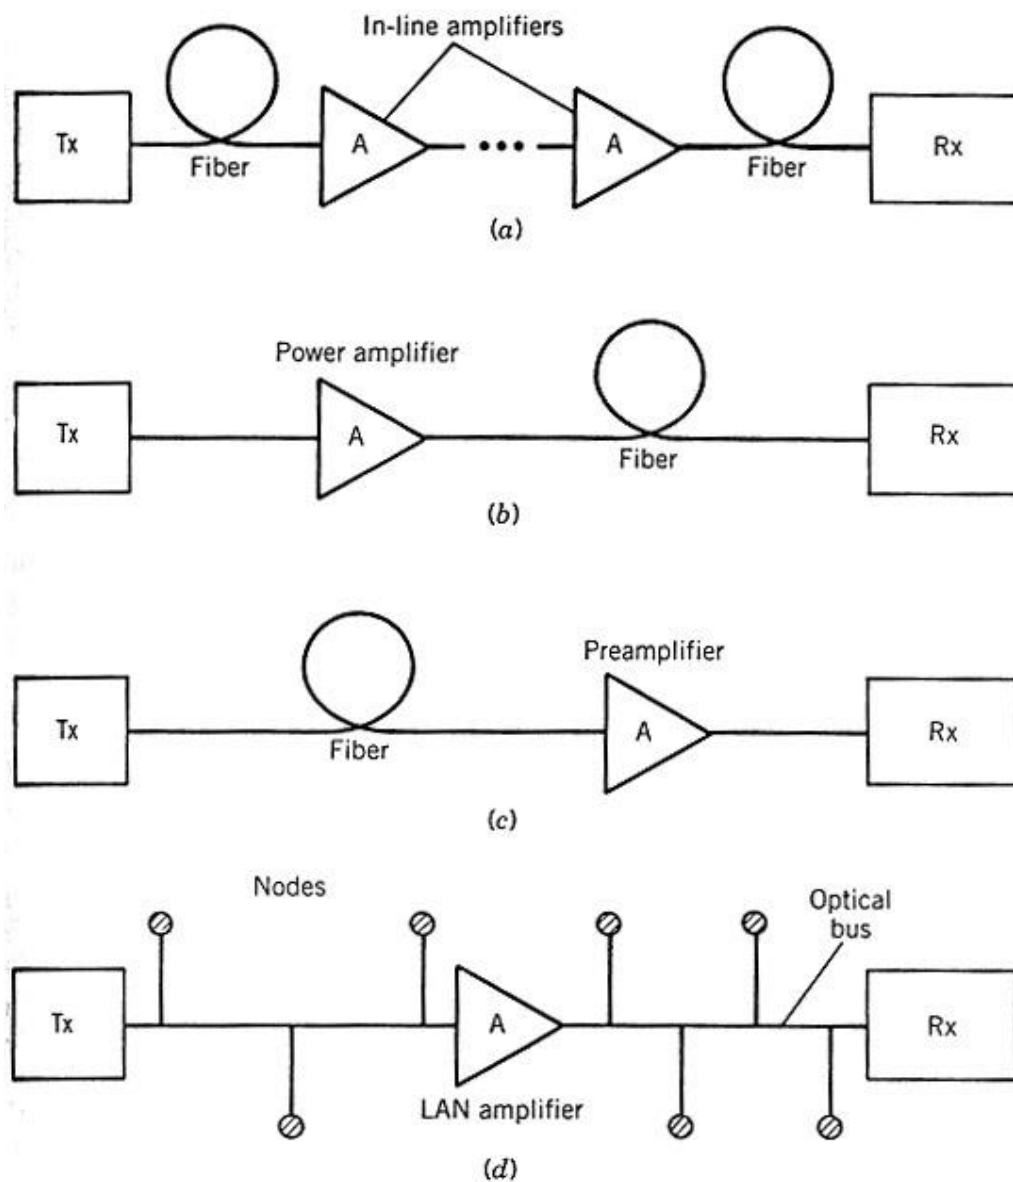 In-line amplifiers
Tx
A
A
Rx
Fiber
Fiber
(a)
Power amplifier
Tx
A
Rx
Fiber
(b)
Preamplifier
Tx
A
Rx
Fiber
(c)
Nodes
Optical
bus
Tx
A
Rx
LAN amplifier
(d)